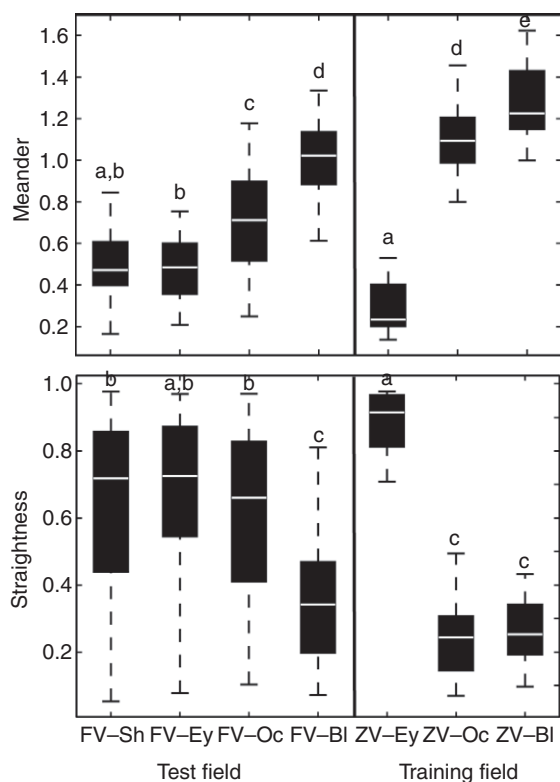 Meander
1.6
1.4
1.2
1.0
0.8
0.6
0.4
0.2
a,b
b
c
d
a
d
e
Straightness
1.0
0.8
0.6
0.4
0.2
b
a,b
b
c
a
c
c
FV–Sh FV–Ey FV–Oc FV–Bl ZV–Ey ZV–Oc ZV–Bl
Test field Training field